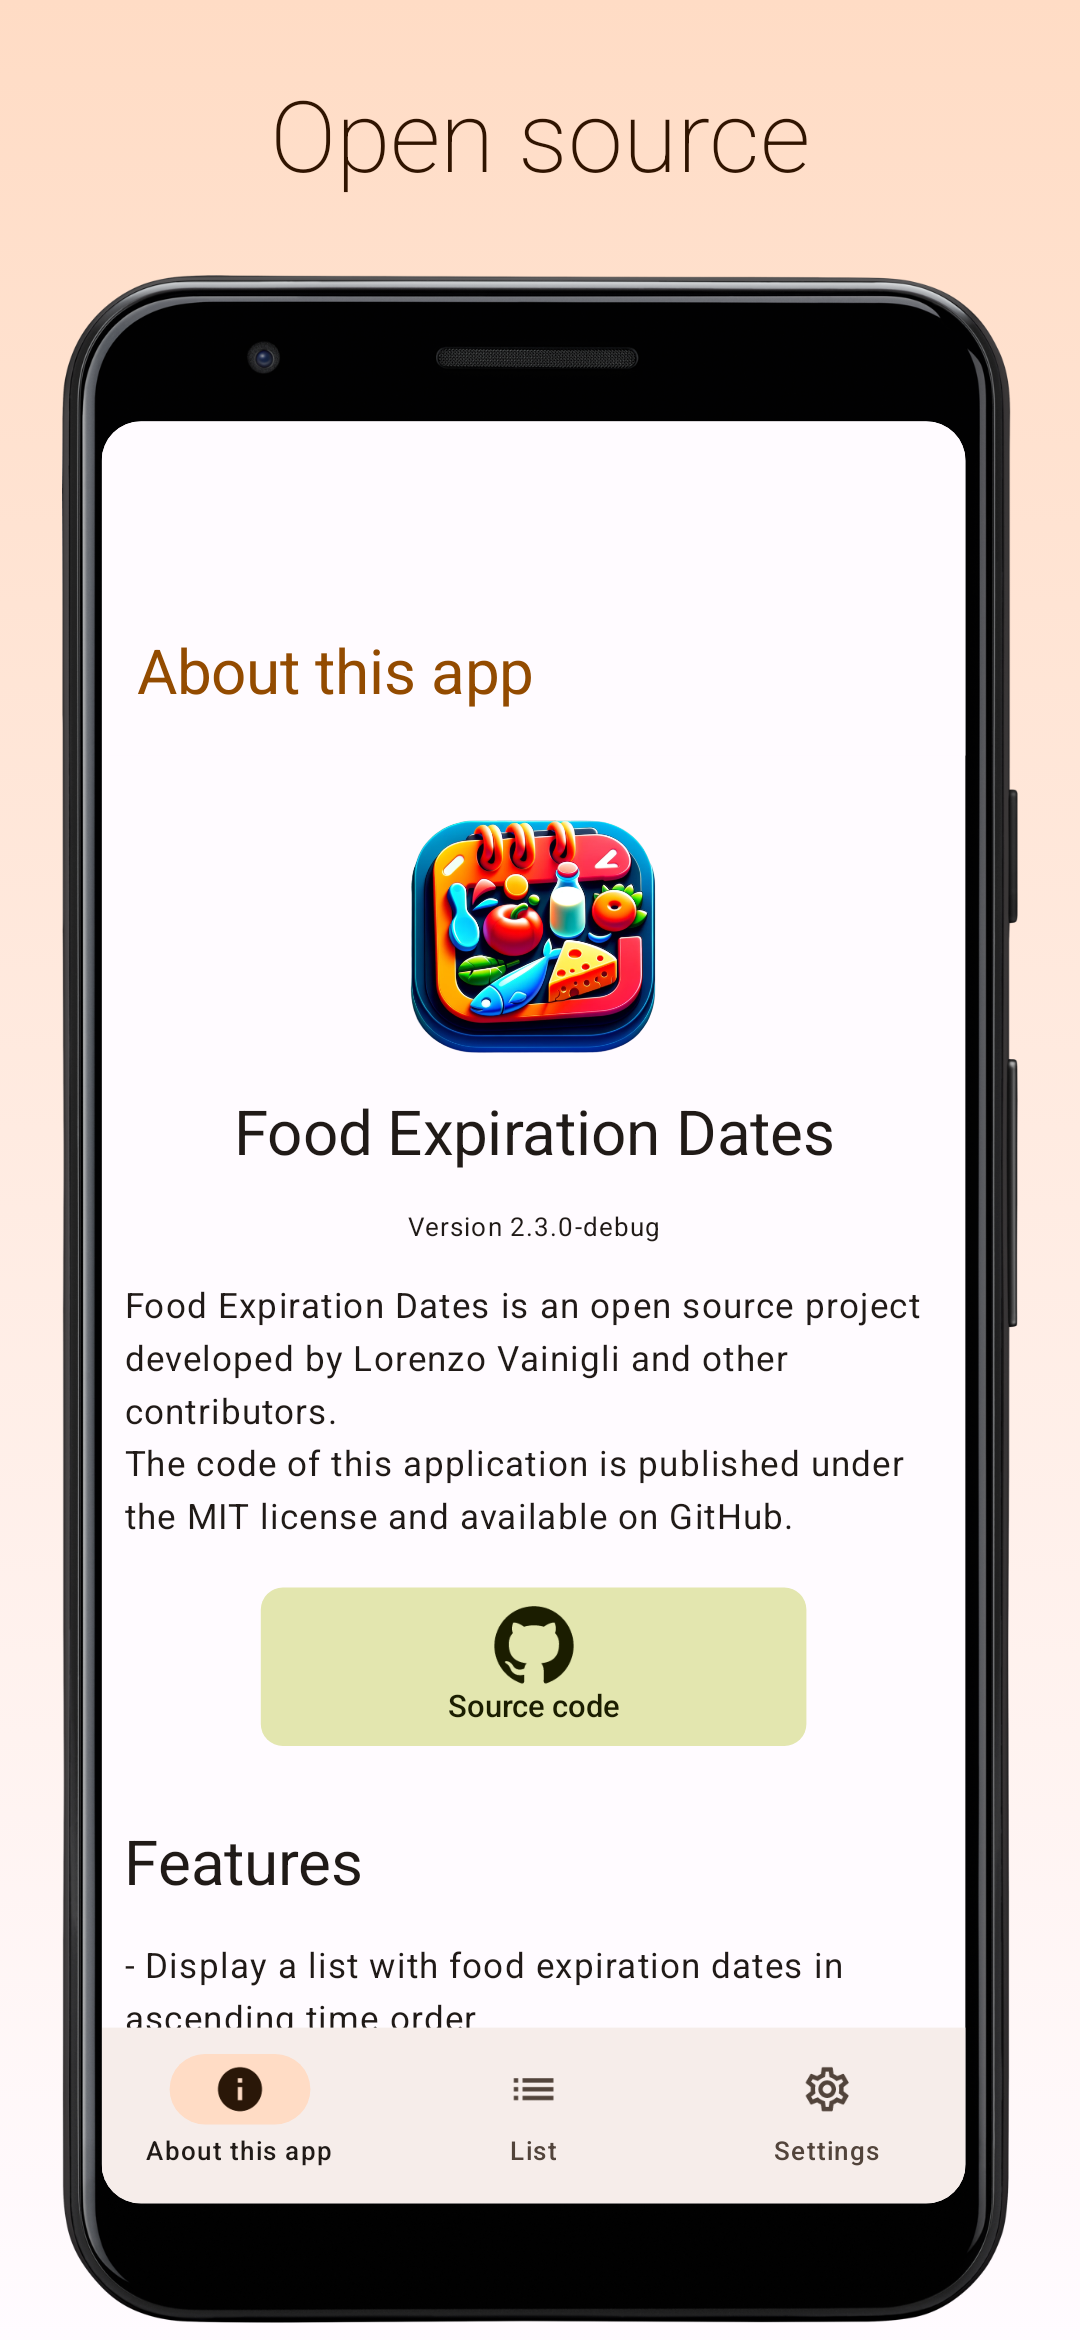 Open source
About this app
Food Expiration Dates
Version 2.3.0-debug
Food Expiration Dates is an open source project
developed by Lorenzo Vainigli and other
contributors.
The code of this application is published under
the MIT license and available on GitHub.
Source code
Features
- Display a list with food expiration dates in
ascending time order
About this app
List
Settings